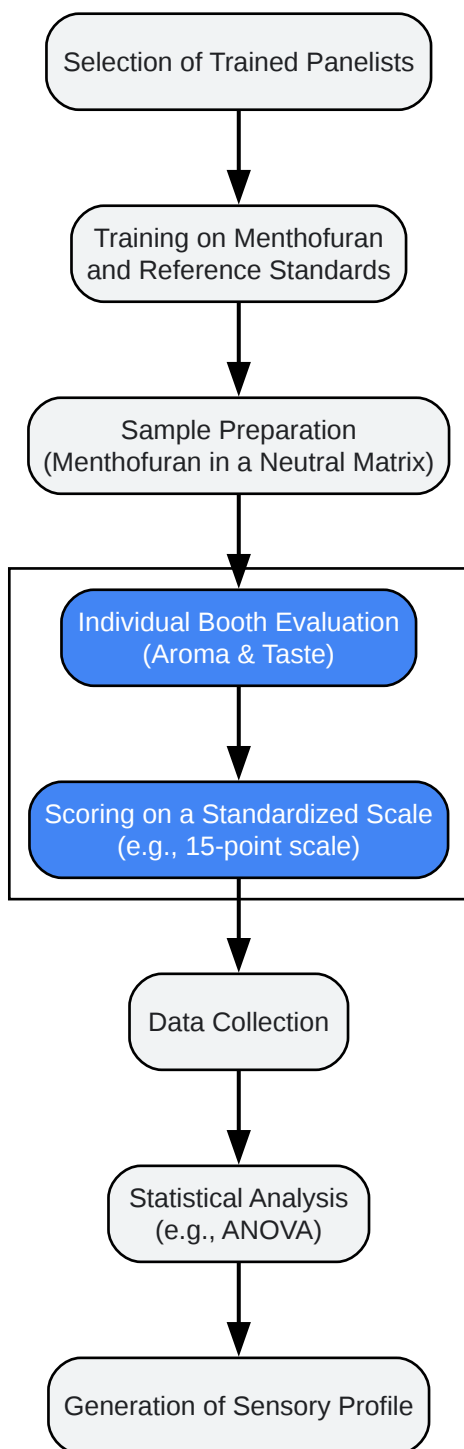 Selection of Trained Panelists
Training on Menthofuran
and Reference Standards
Sample Preparation
(Menthofuran in a Neutral Matrix)
Individual Booth Evaluation
(Aroma & Taste)
Scoring on a Standardized Scale
(e.g., 15-point scale)
Data Collection
Statistical Analysis
(e.g., ANOVA)
Generation of Sensory Profile